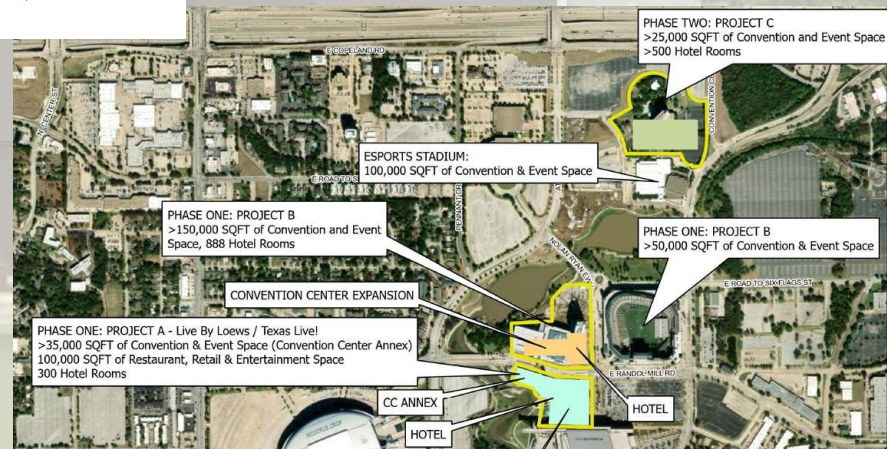 PHASE TWO: PROJECT C
>25,000 SQFT of Convention and Event Space
>500 Hotel Rooms
E COPELAND RD
N CENTER ST
ESPORTS STADIUM:
100,000 SQFT of Convention & Event Space
PHASE ONE: PROJECT B
>150,000 SQFT of Convention and Event
Space, 888 Hotel Rooms
PHASE ONE: PROJECT B
>50,000 SQFT of Convention & Event Space
PENNANT DR
NOLAN RYAN EXPY
E ROAD TO SIX FLAGS ST
CONVENTION CENTER EXPANSION
PHASE ONE: PROJECT A - Live By Loews / Texas Live!
>35,000 SQFT of Convention & Event Space (Convention Center Annex)
100,000 SQFT of Restaurant, Retail & Entertainment Space
300 Hotel Rooms
E RANDOL MILL RD
CC ANNEX
HOTEL
HOTEL